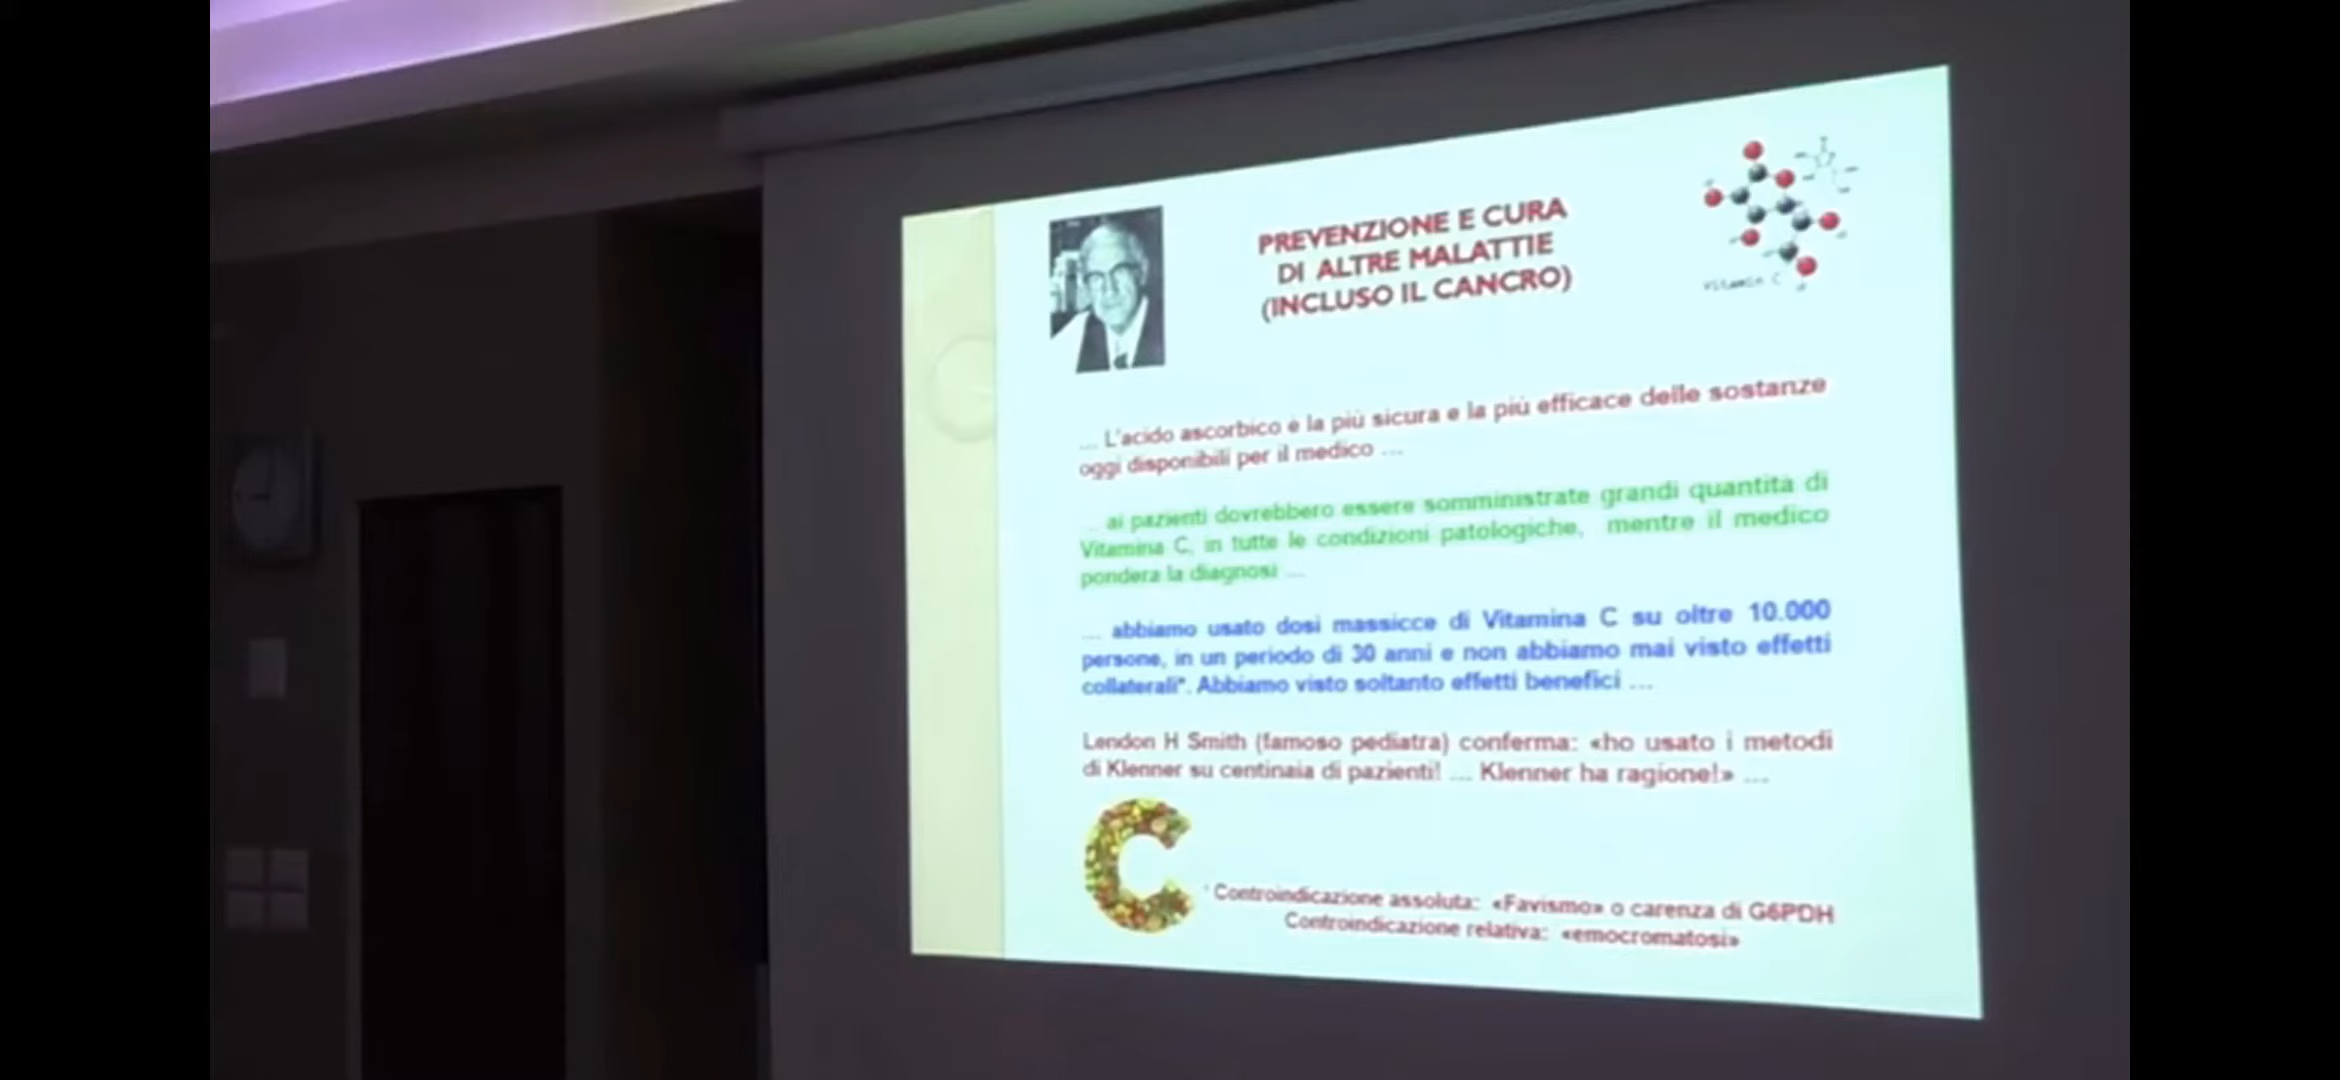 PREVENZIONE E CURA
DI ALTRE MALATTIE
(INCLUSO IL CANCRO)
Vitamin C
... L'acido ascorbico è la più sicura e la più efficace delle sostanze
oggi disponibili per il medico ...
... ai pazienti dovrebbero essere somministrate grandi quantità di
Vitamina C, in tutte le condizioni patologiche, mentre il medico
pondera la diagnosi ...
... abbiamo usato dosi massicce di Vitamina C su oltre 10.000
persone, in un periodo di 30 anni e non abbiamo mai visto effetti
collaterali*. Abbiamo visto soltanto effetti benefici ...
Lendon H Smith (famoso pediatra) conferma: «ho usato i metodi
di Klenner su centinaia di pazienti! ... Klenner ha ragione!» ...
C
* Controindicazione assoluta: «Favismo» o carenza di G6PDH
Controindicazione relativa: «emocromatosi»